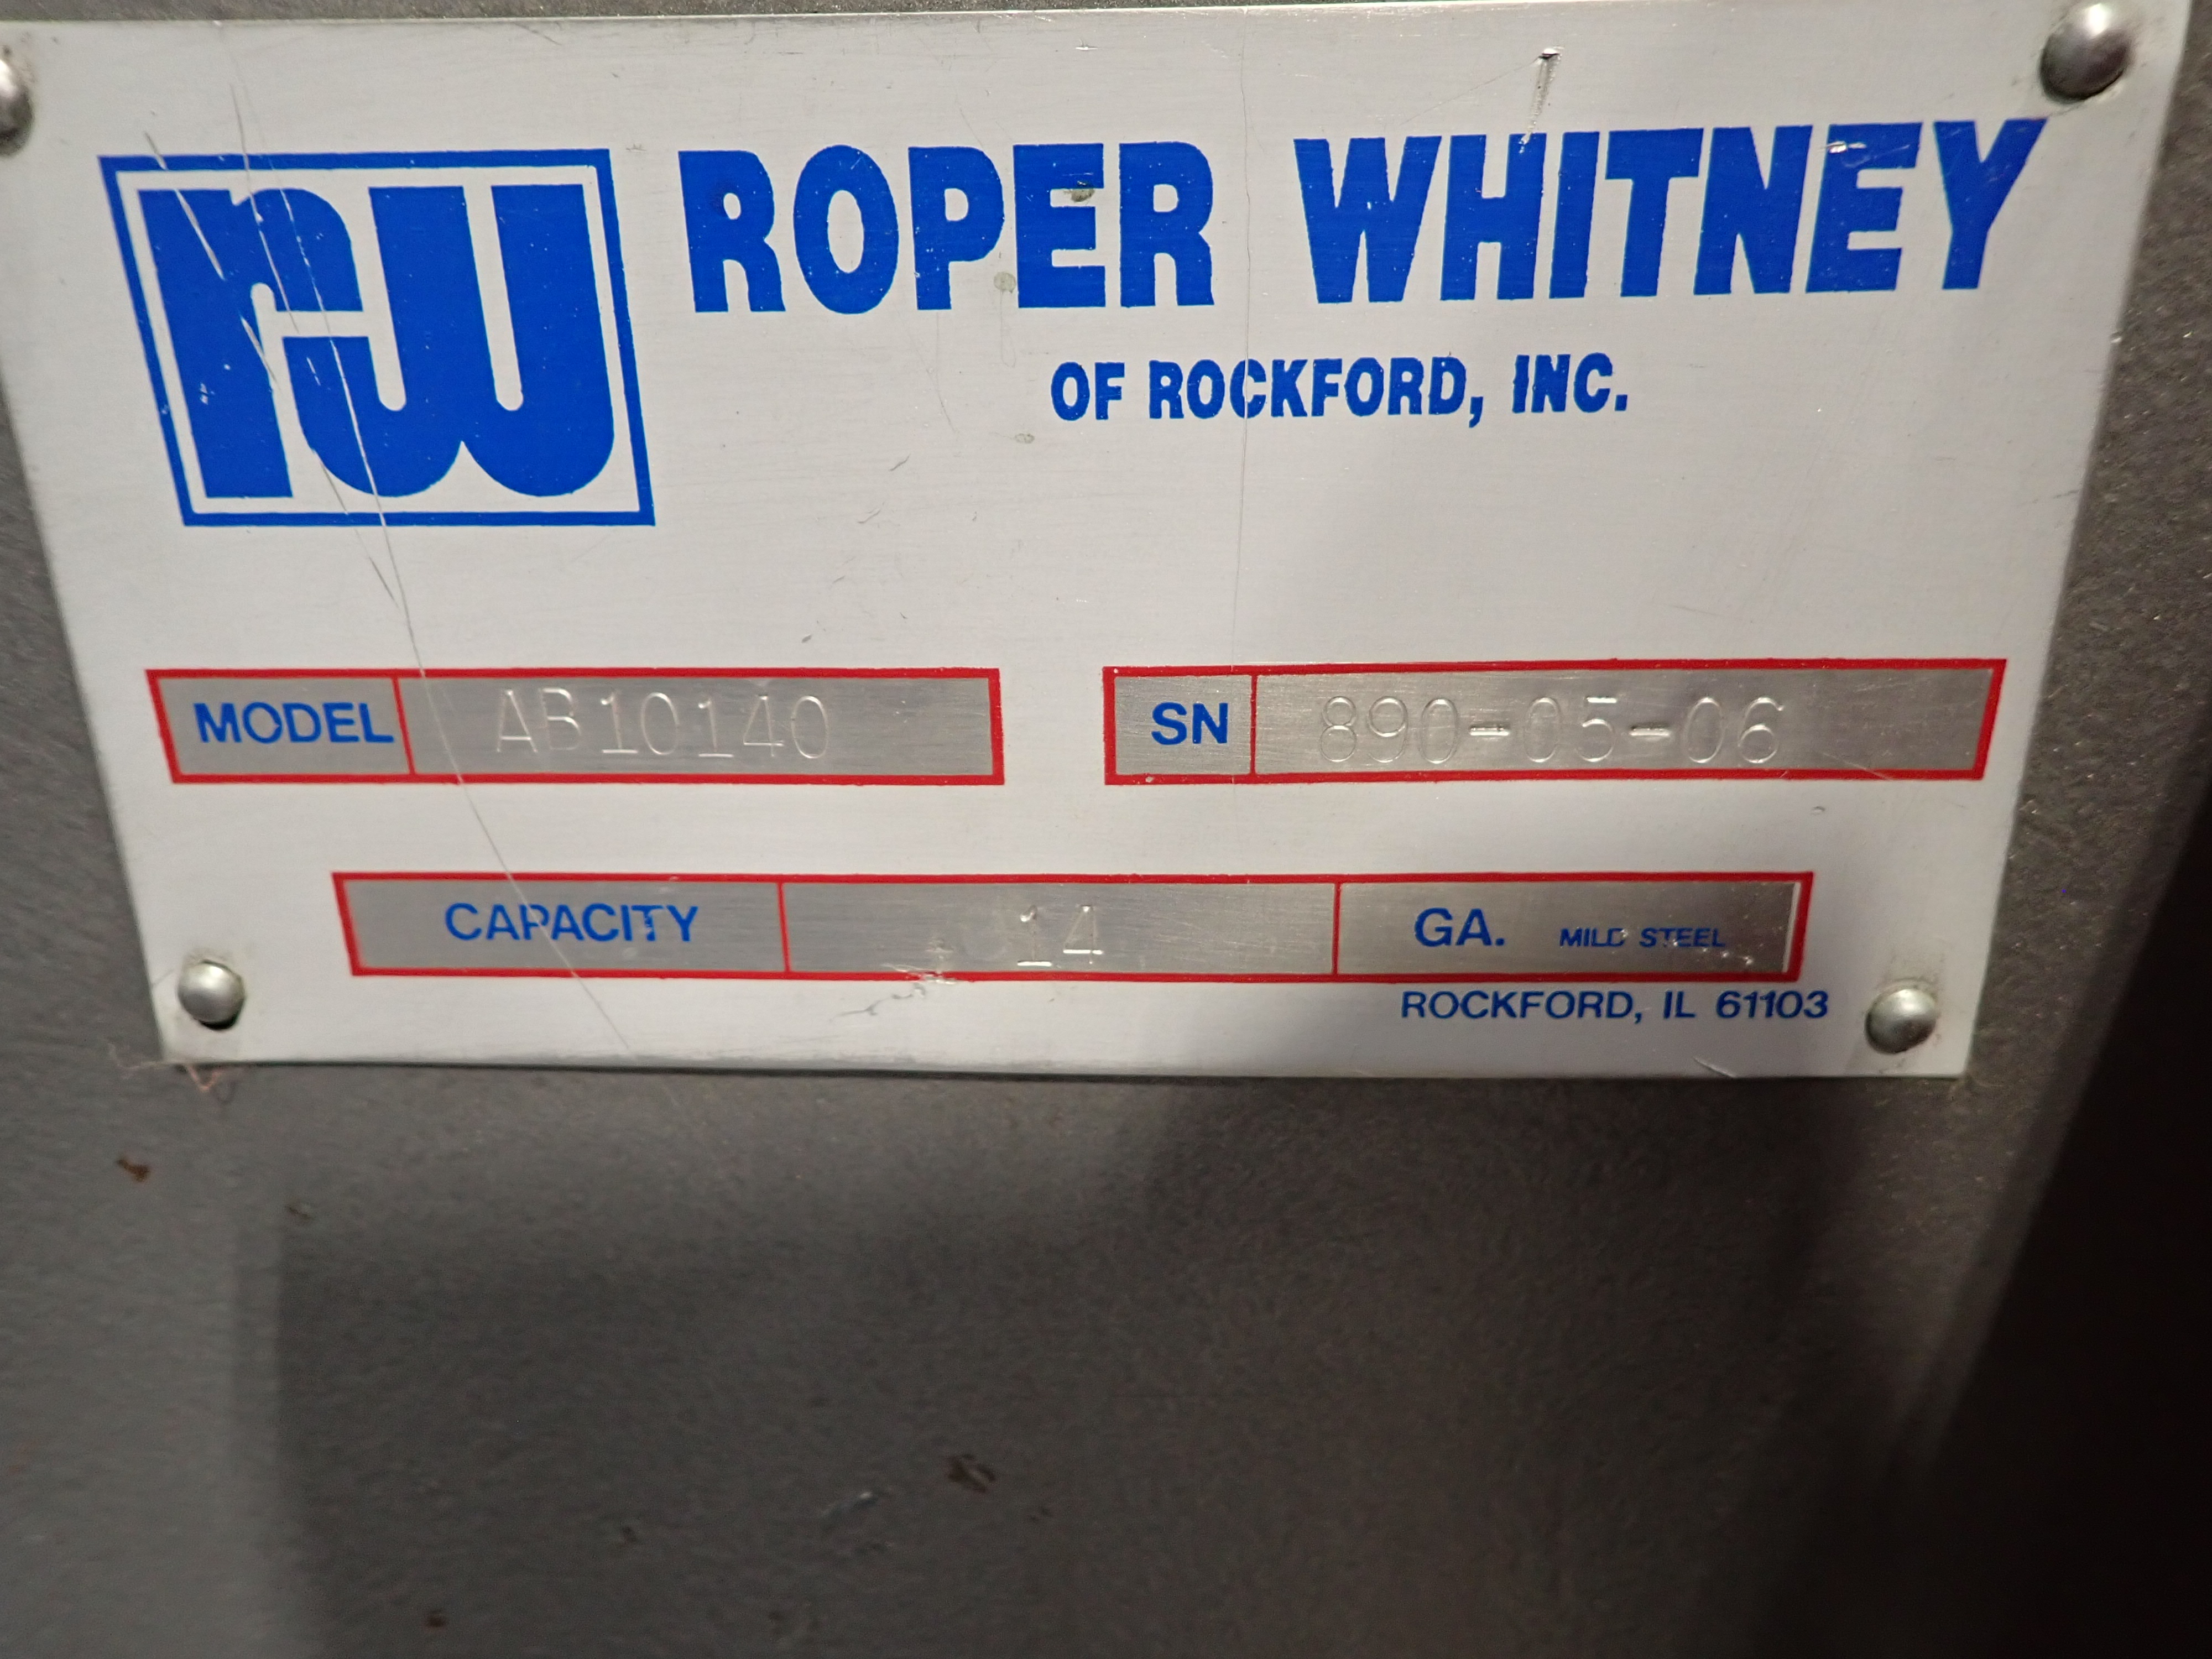 rw ROPER WHITNEY
OF ROCKFORD, INC.
MODEL AB10140 SN 890-05-06
CAPACITY 14 GA. MILD STEEL
ROCKFORD, IL 61103